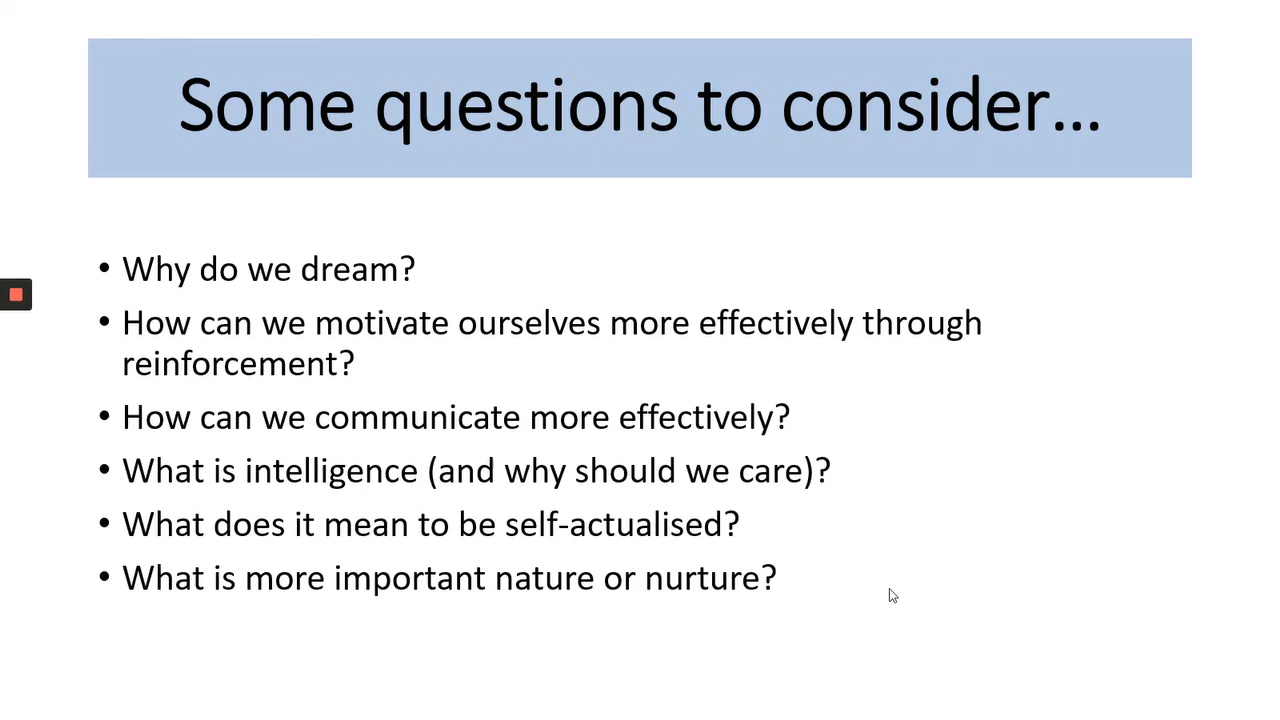 Some questions to consider...
• Why do we dream?
• How can we motivate ourselves more effectively through
reinforcement?
• How can we communicate more effectively?
• What is intelligence (and why should we care)?
• What does it mean to be self-actualised?
• What is more important nature or nurture?